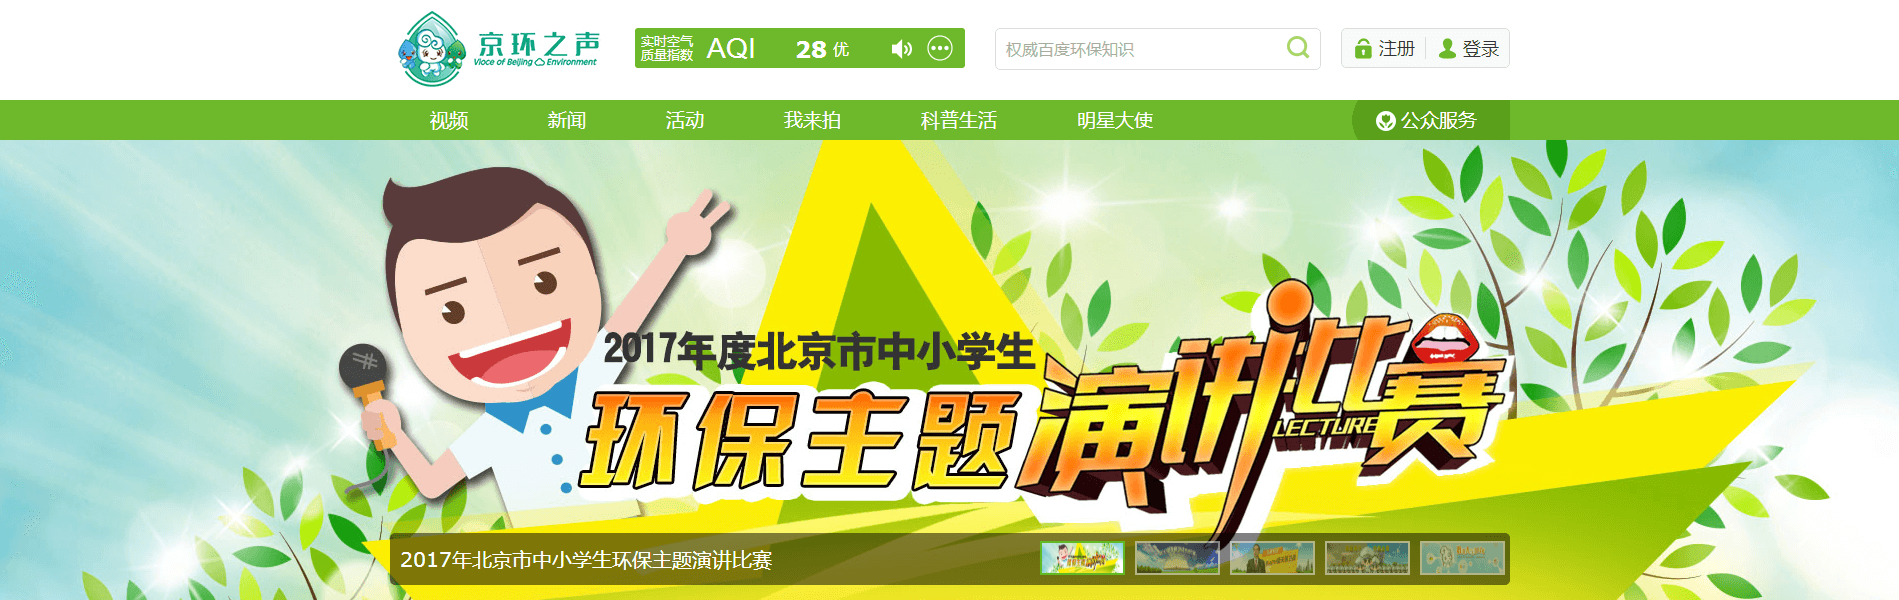 京环之声
Vioce of Beijing Environment
实时空气
质量指数
AQI
28 优
权威百度环保知识
注册
登录
视频
新闻
活动
我来拍
科普生活
明星大使
公众服务
2017年度北京市中小学生
环保主题演讲比赛
LECTURE
2017年北京市中小学生环保主题演讲比赛